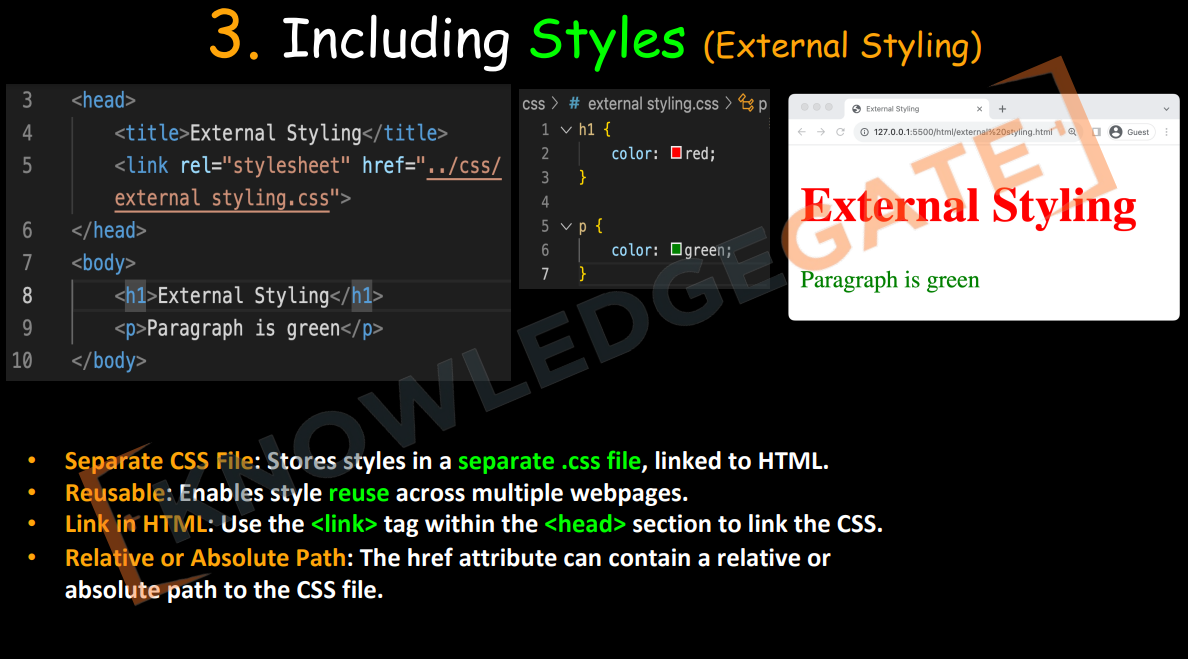 3. Including Styles (External Styling)
3 <head>
4 <title>External Styling</title>
5 <link rel="stylesheet" href="../css/
external styling.css">
6 </head>
7 <body>
8 <h1>External Styling</h1>
9 <p>Paragraph is green</p>
10 </body>
css > # external styling.css > p
1 h1 {
2 color: red;
3 }
4
5 p {
6 color: green;
7 }
External Styling
127.0.0.1:5500/html/external%20styling.html
Guest
External Styling
Paragraph is green
KNOWLEDGEGATE
• Separate CSS File: Stores styles in a separate .css file, linked to HTML.
• Reusable: Enables style reuse across multiple webpages.
• Link in HTML: Use the <link> tag within the <head> section to link the CSS.
• Relative or Absolute Path: The href attribute can contain a relative or
absolute path to the CSS file.